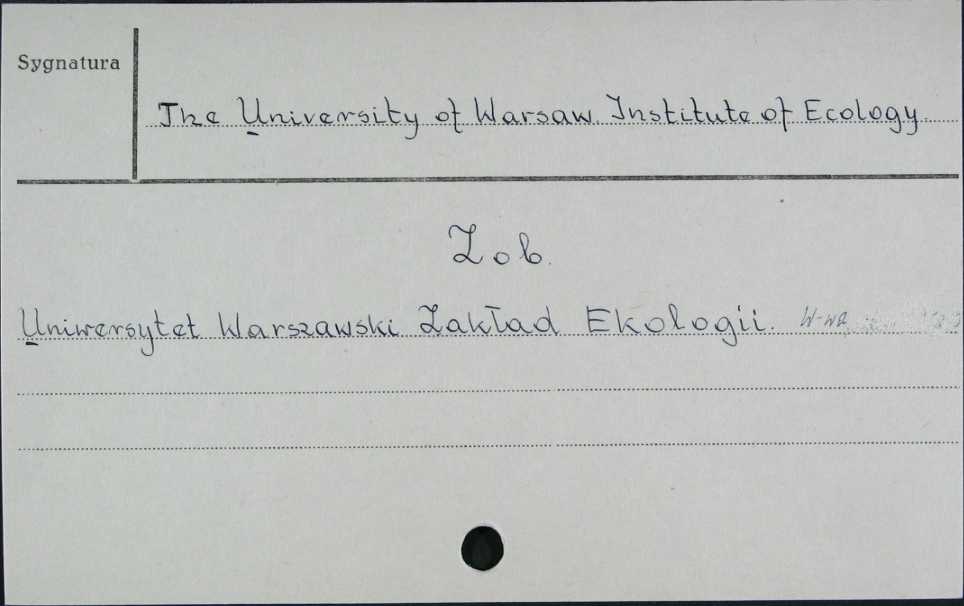 Sygnatura
The University of Warsaw. Institute of Ecology.
Zob.
Uniwersytet Warszawski Zakład Ekologii. W-wa